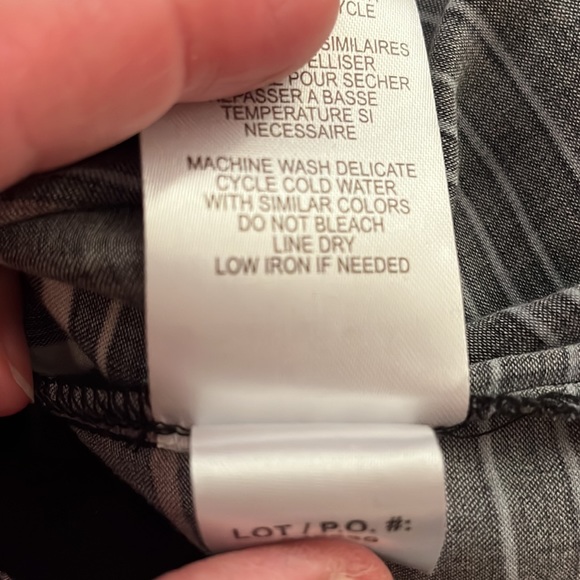 YCLE
SIMILAIRES
ELLISER
POUR SECHER
EPASSER A BASSE
TEMPERATURE SI
NECESSAIRE
MACHINE WASH DELICATE
CYCLE COLD WATER
WITH SIMILAR COLORS
DO NOT BLEACH
LINE DRY
LOW IRON IF NEEDED
LOT / P.O. #: